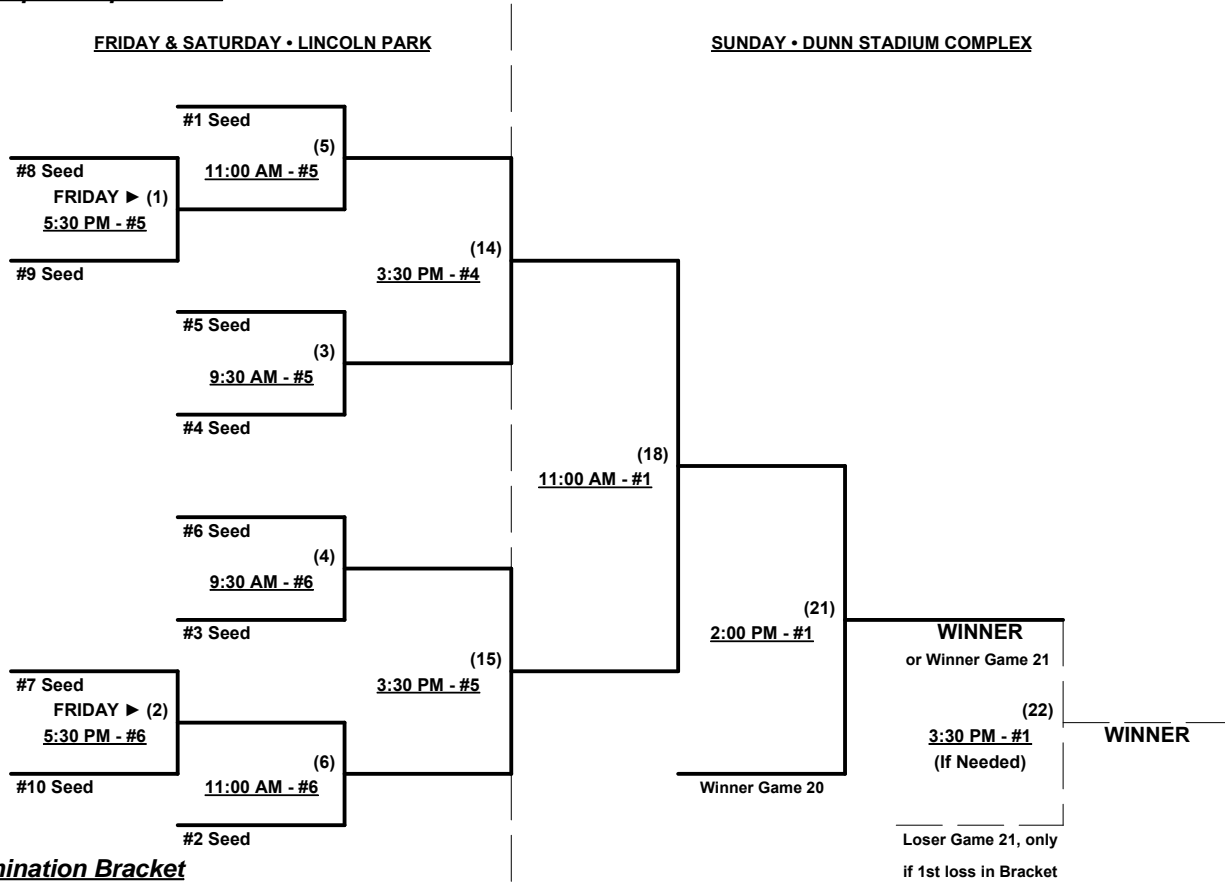 FRIDAY & SATURDAY • LINCOLN PARK
SUNDAY • DUNN STADIUM COMPLEX
#1 Seed
(5)
11:00 AM - #5
#8 Seed
FRIDAY ► (1)
5:30 PM - #5
#9 Seed
(14)
3:30 PM - #4
#5 Seed
(3)
9:30 AM - #5
#4 Seed
(18)
11:00 AM - #1
#6 Seed
(4)
9:30 AM - #6
#3 Seed
(15)
3:30 PM - #5
#7 Seed
FRIDAY ► (2)
5:30 PM - #6
#10 Seed
(6)
11:00 AM - #6
#2 Seed
(21)
2:00 PM - #1
Winner Game 20
WINNER
or Winner Game 21
(22)
3:30 PM - #1
(If Needed)
WINNER
Loser Game 21, only
if 1st loss in Bracket
Bracket